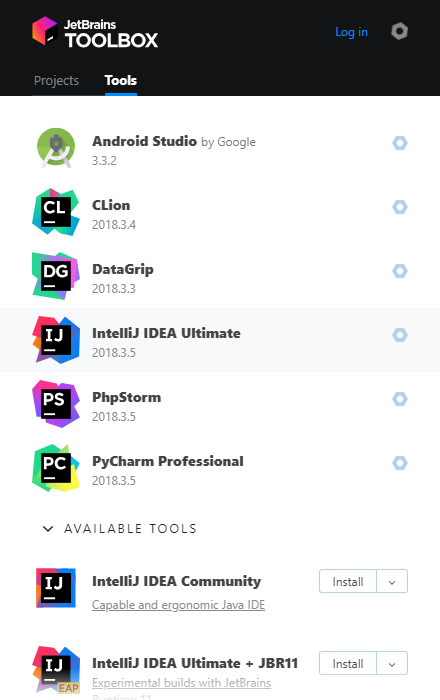 JetBrains
TOOLBOX
Log in
Projects Tools
Android Studio by Google
3.3.2
CL
CLion
2018.3.4
DG
DataGrip
2018.3.3
IJ
IntelliJ IDEA Ultimate
2018.3.5
PS
PhpStorm
2018.3.5
PC
PyCharm Professional
2018.3.5
AVAILABLE TOOLS
IJ
IntelliJ IDEA Community
Install
Capable and ergonomic Java IDE
IJ
EAP
IntelliJ IDEA Ultimate + JBR11
Install
Experimental builds with JetBrains
Runtime 11